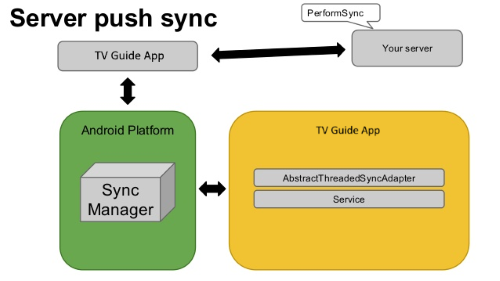 Server push sync
PerformSync
TV Guide App
Your server
Android Platform
TV Guide App
Sync
Manager
AbstractThreadedSyncAdapter
Service